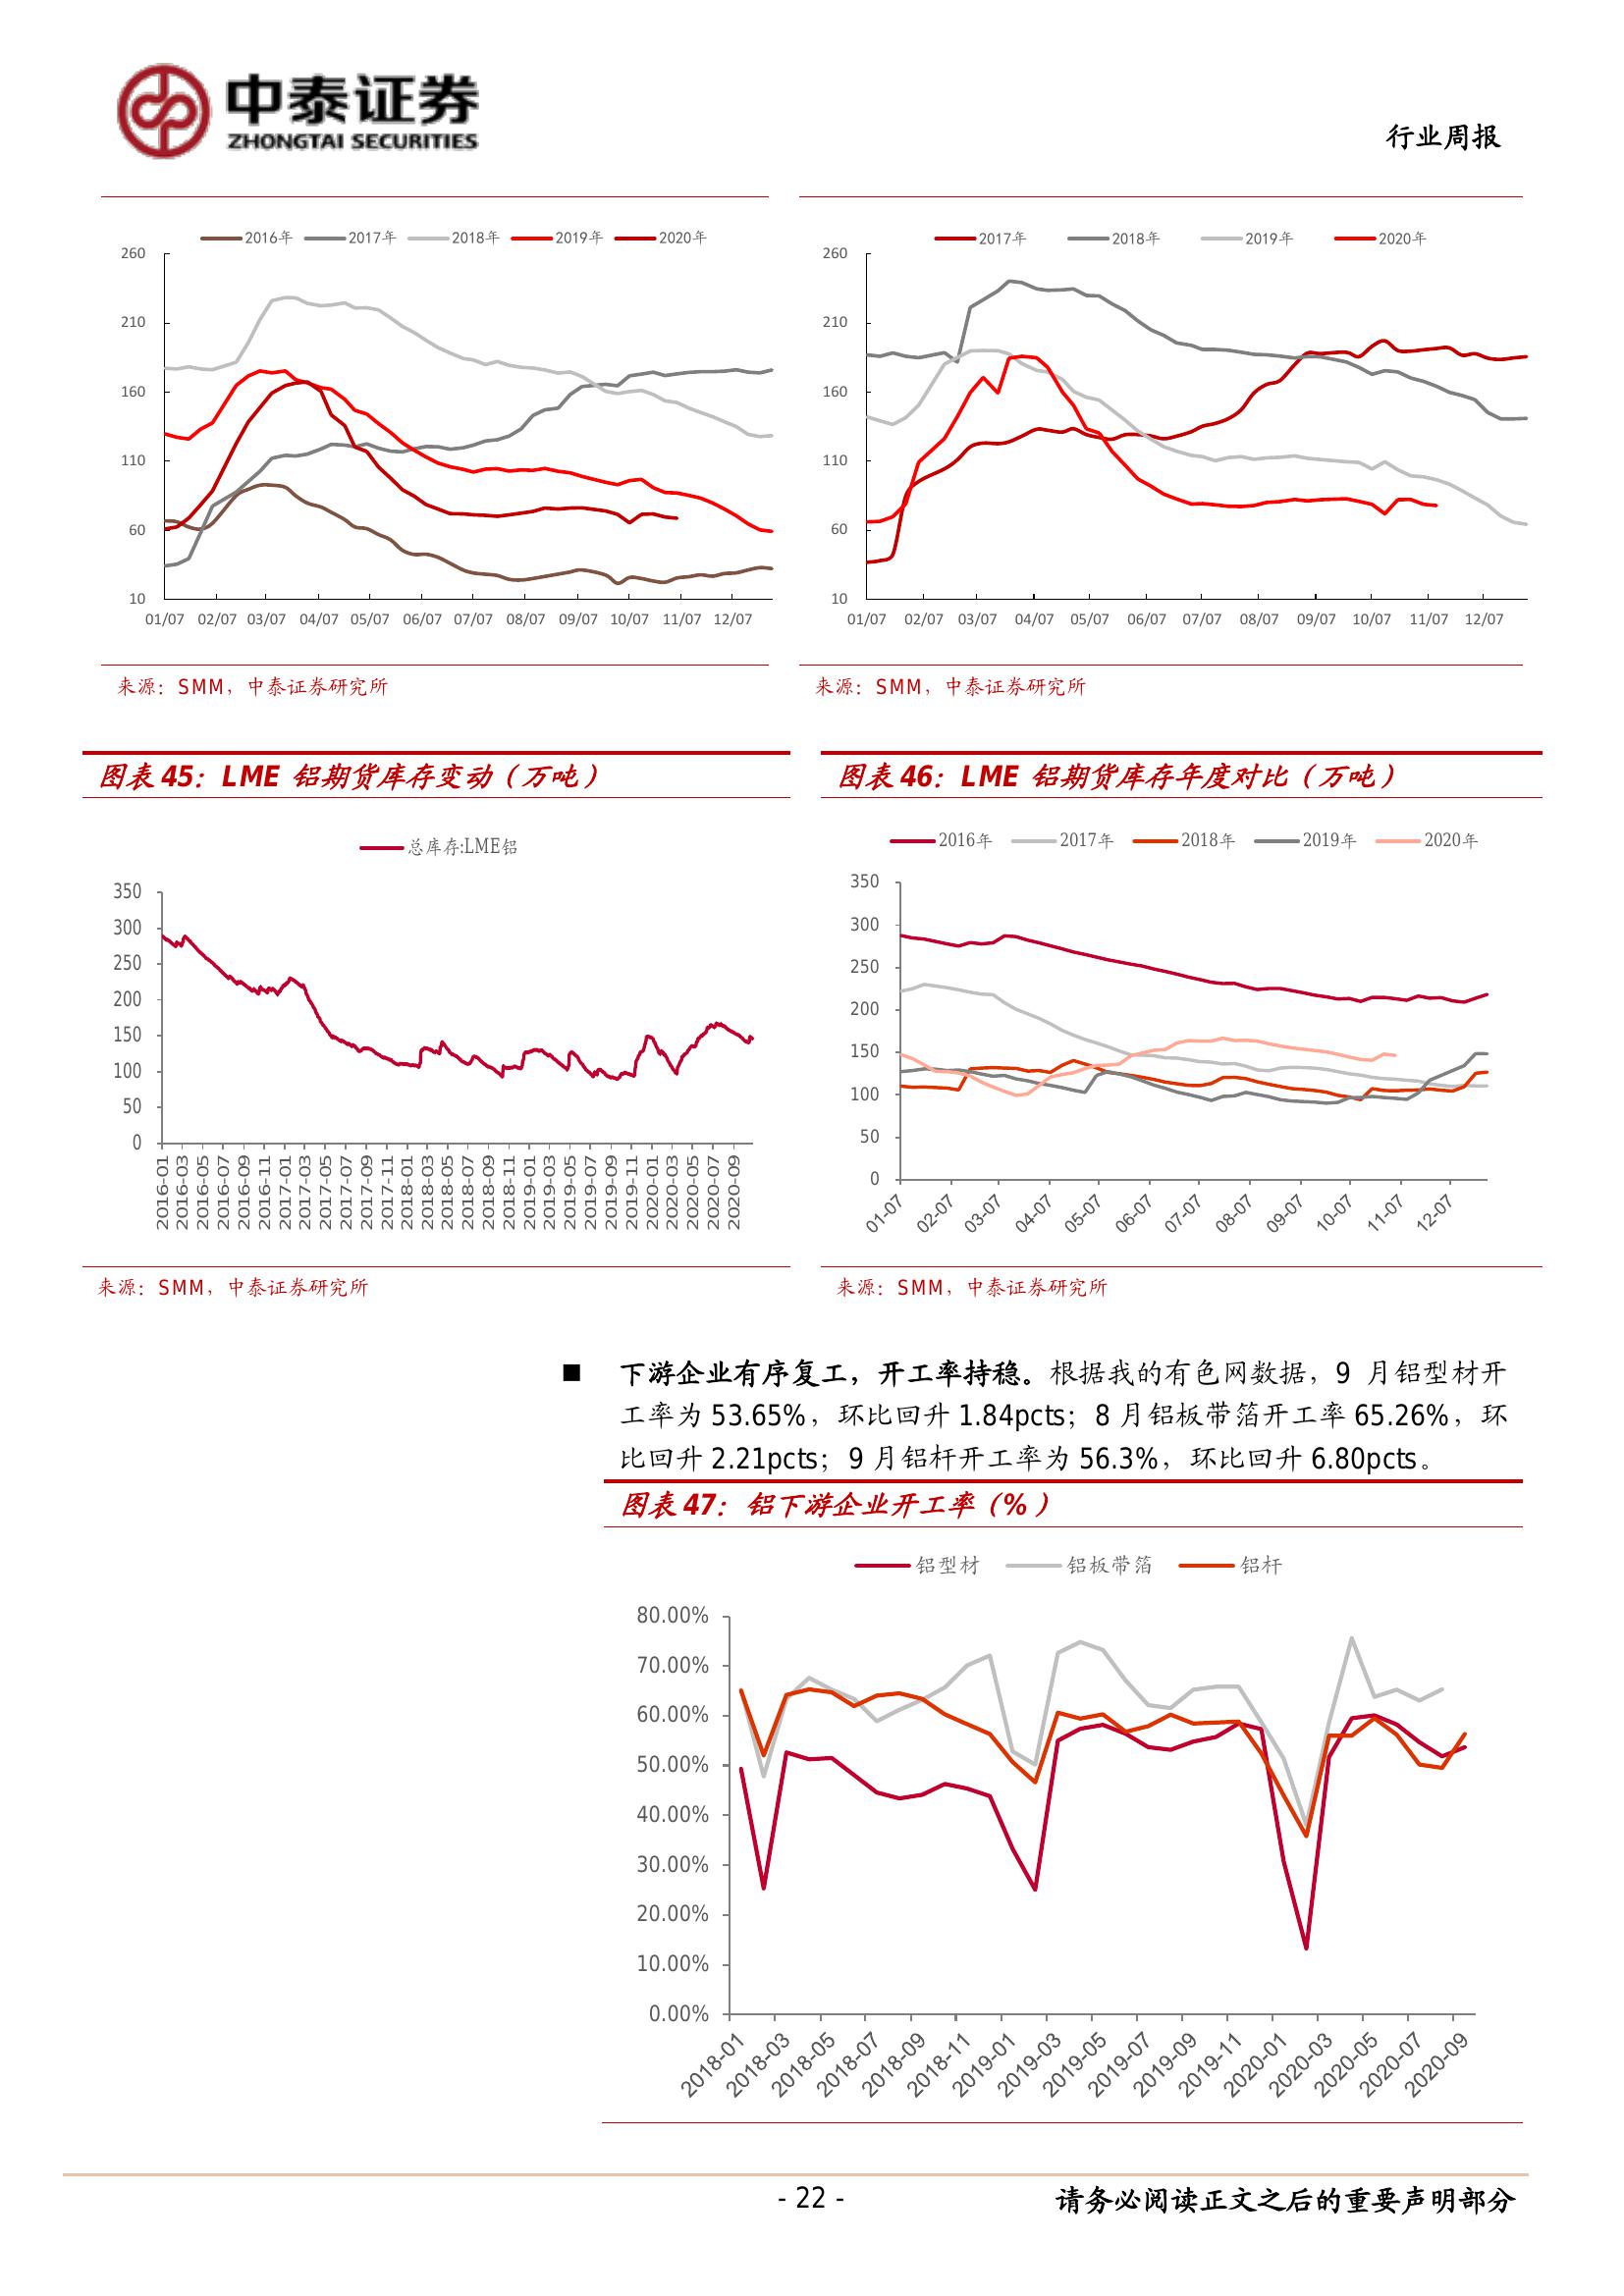 中泰证券
ZHONGTAI SECURITIES
行业周报
2016年 2017年 2018年 2019年 2020年
260
210
160
110
60
10
01/07 02/07 03/07 04/07 05/07 06/07 07/07 08/07 09/07 10/07 11/07 12/07
2017年 2018年 2019年 2020年
260
210
160
110
60
10
01/07 02/07 03/07 04/07 05/07 06/07 07/07 08/07 09/07 10/07 11/07 12/07
来源：SMM，中泰证券研究所
来源：SMM，中泰证券研究所
图表45：LME 铝期货库存变动（万吨）
总库存:LME铝
350
300
250
200
150
100
50
0
2016-01 2016-03 2016-05 2016-07 2016-09 2016-11 2017-01 2017-03 2017-05 2017-07 2017-09 2017-11 2018-01 2018-03 2018-05 2018-07 2018-09 2018-11 2019-01 2019-03 2019-05 2019-07 2019-09 2019-11 2020-01 2020-03 2020-05 2020-07 2020-09
来源：SMM，中泰证券研究所
图表46：LME 铝期货库存年度对比（万吨）
2016年 2017年 2018年 2019年 2020年
350
300
250
200
150
100
50
0
01-07 02-07 03-07 04-07 05-07 06-07 07-07 08-07 09-07 10-07 11-07 12-07
来源：SMM，中泰证券研究所
■ 下游企业有序复工，开工率持稳。根据我的有色网数据，9 月铝型材开
工率为 53.65%，环比回升 1.84pcts；8 月铝板带箔开工率 65.26%，环
比回升 2.21pcts；9 月铝杆开工率为 56.3%，环比回升 6.80pcts。
图表47：铝下游企业开工率（%）
铝型材 铝板带箔 铝杆
80.00%
70.00%
60.00%
50.00%
40.00%
30.00%
20.00%
10.00%
0.00%
2018-01 2018-03 2018-05 2018-07 2018-09 2018-11 2019-01 2019-03 2019-05 2019-07 2019-09 2019-11 2020-01 2020-03 2020-05 2020-07 2020-09
- 22 -
请务必阅读正文之后的重要声明部分